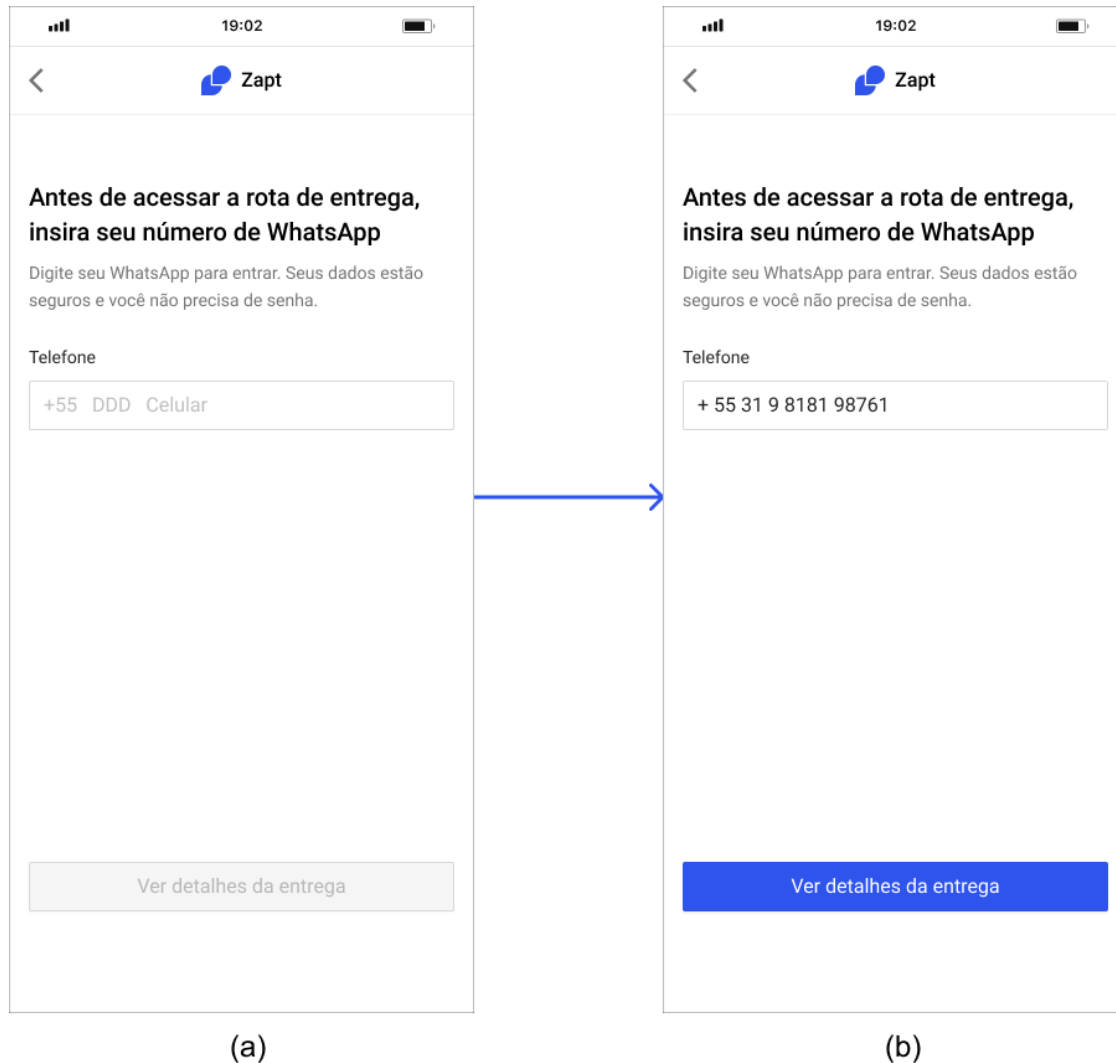 19:02
Zapt
Antes de acessar a rota de entrega,
insira seu número de WhatsApp
Digite seu WhatsApp para entrar. Seus dados estão
seguros e você não precisa de senha.
Telefone
+55 DDD Celular
Ver detalhes da entrega
(a)
19:02
Zapt
Antes de acessar a rota de entrega,
insira seu número de WhatsApp
Digite seu WhatsApp para entrar. Seus dados estão
seguros e você não precisa de senha.
Telefone
+ 55 31 9 8181 98761
Ver detalhes da entrega
(b)